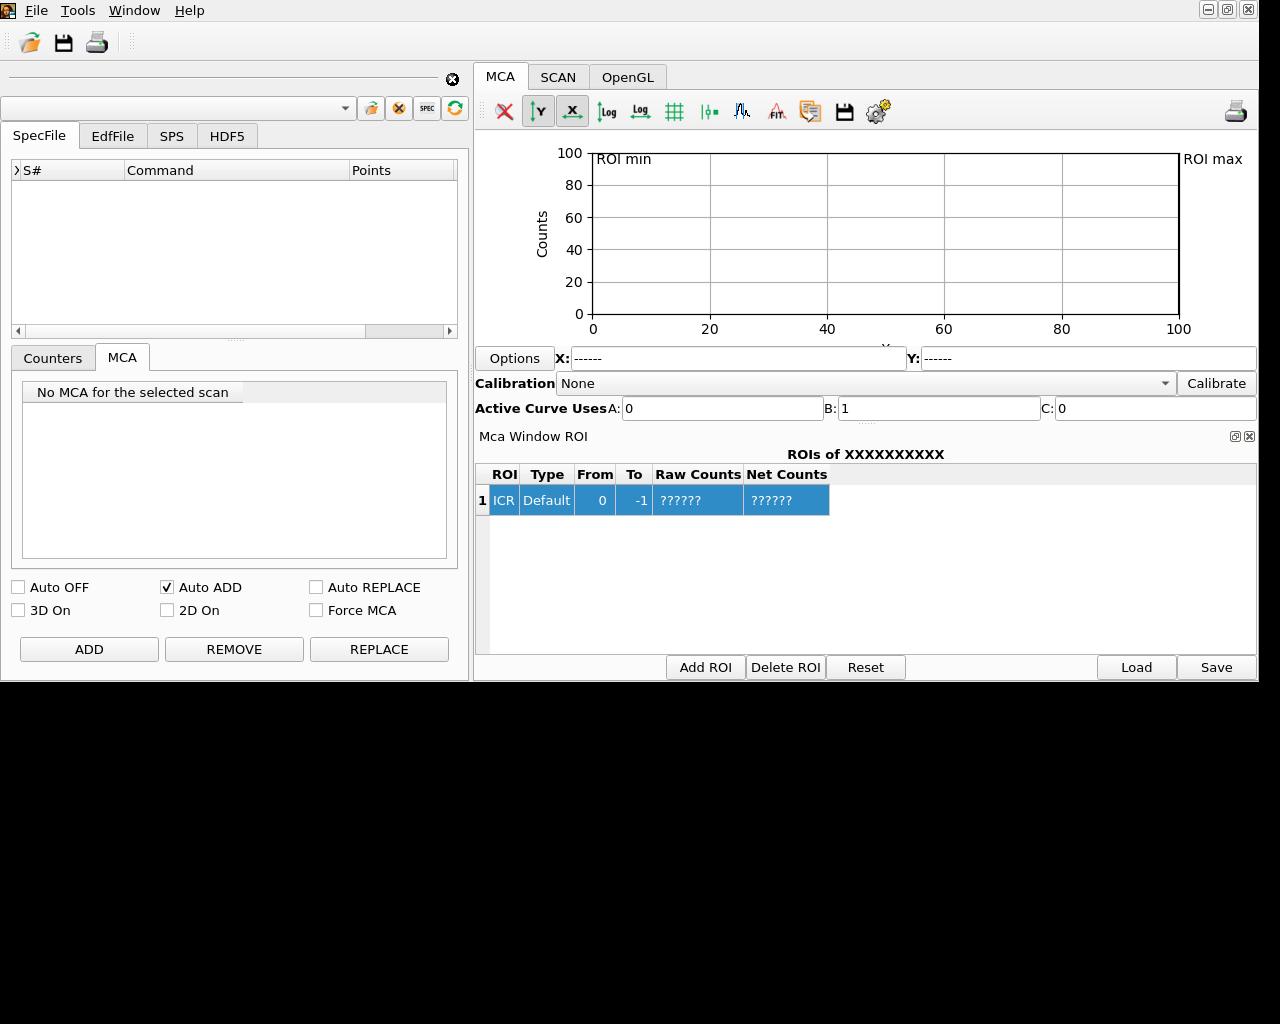 File Tools Window Help
MCA SCAN OpenGL
SPEC
Log Log FIT
SpecFile EdfFile SPS HDF5
S# Command Points
ROI min ROI max
100
80
60
40
20
0
Counts
0 20 40 60 80 100
Counters MCA
No MCA for the selected scan
Options X: ------ Y: ------
Calibration None Calibrate
Active Curve Uses A: 0 B: 1 C: 0
Mca Window ROI
ROIs of XXXXXXXXXX
ROI Type From To Raw Counts Net Counts
1 ICR Default 0 -1 ?????? ??????
Auto OFF Auto ADD Auto REPLACE
3D On 2D On Force MCA
ADD REMOVE REPLACE
Add ROI Delete ROI Reset Load Save